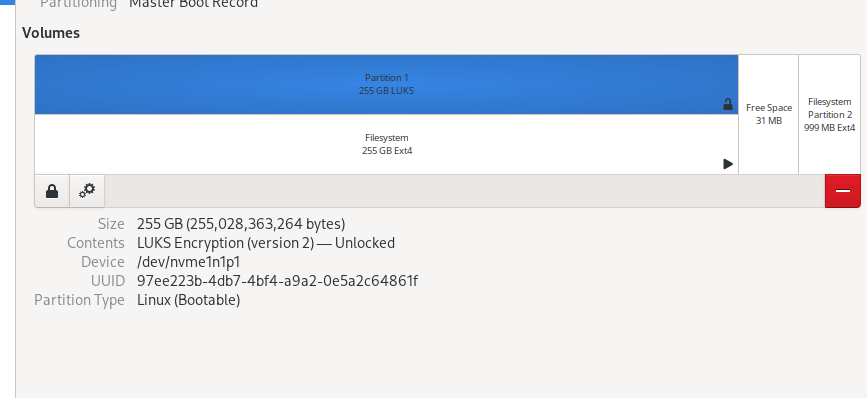 Partitioning Master Boot Record
Volumes
Partition 1
255 GB LUKS
Filesystem
255 GB Ext4
Free Space
31 MB
Filesystem
Partition 2
999 MB Ext4
Size 255 GB (255,028,363,264 bytes)
Contents LUKS Encryption (version 2) — Unlocked
Device /dev/nvme1n1p1
UUID 97ee223b-4db7-4bf4-a9a2-0e5a2c64861f
Partition Type Linux (Bootable)